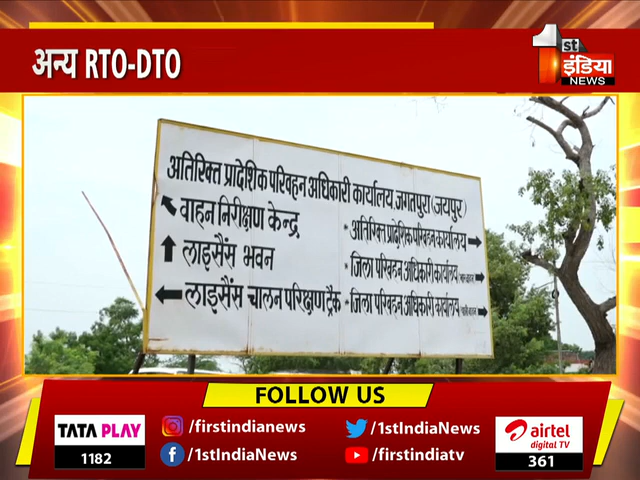 अन्य RTO-DTO
1st
इंडिया
NEWS
अतिरिक्त प्रादेशिक परिवहन अधिकारी कार्यालय, जगतपुरा (जयपुर)
वाहन निरीक्षण केन्द्र
लाइसैंस भवन
लाइसैंस चालन परिक्षण ट्रैक
* अतिरिक्त प्रादेशिक परिवहन कार्यालय
* जिला परिवहन अधिकारी कार्यालय
* जिला परिवहन अधिकारी कार्यालय
FOLLOW US
TATA PLAY
1182
/firstindianews
/1stIndiaNews
/1stIndiaNews
/firstindiatv
airtel
digital TV
361